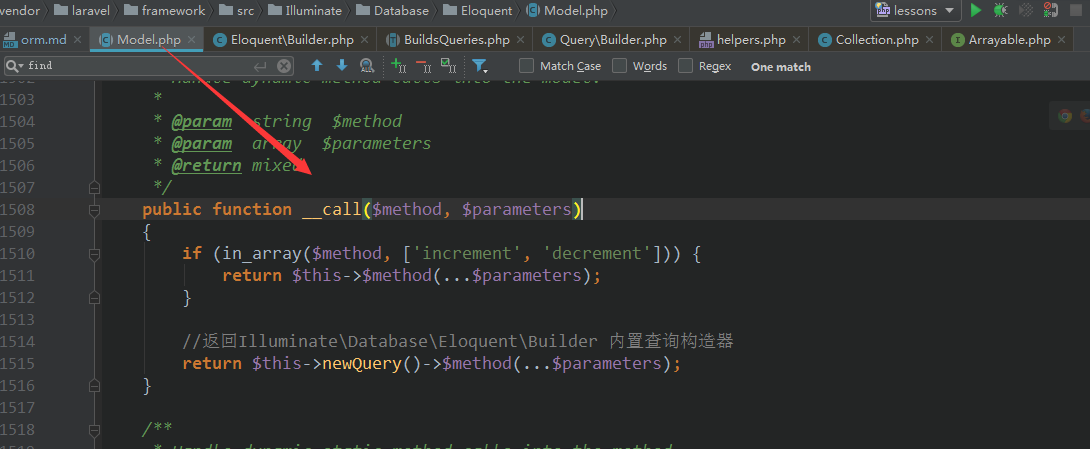 vendor laravel framework src Illuminate Database Eloquent Model.php lessons
orm.md Model.php Eloquent\Builder.php BuildsQueries.php Query\Builder.php helpers.php Collection.php Arrayable.php
find Match Case Words Regex One match
1503 *
1504 * @param string $method
1505 * @param array $parameters
1506 * @return mixed
1507 */
1508 public function __call($method, $parameters)
1509 {
1510 if (in_array($method, ['increment', 'decrement'])) {
1511 return $this->$method(...$parameters);
1512 }
1513
1514 //返回Illuminate\Database\Eloquent\Builder 内置查询构造器
1515 return $this->newQuery()->$method(...$parameters);
1516 }
1517
1518 /**